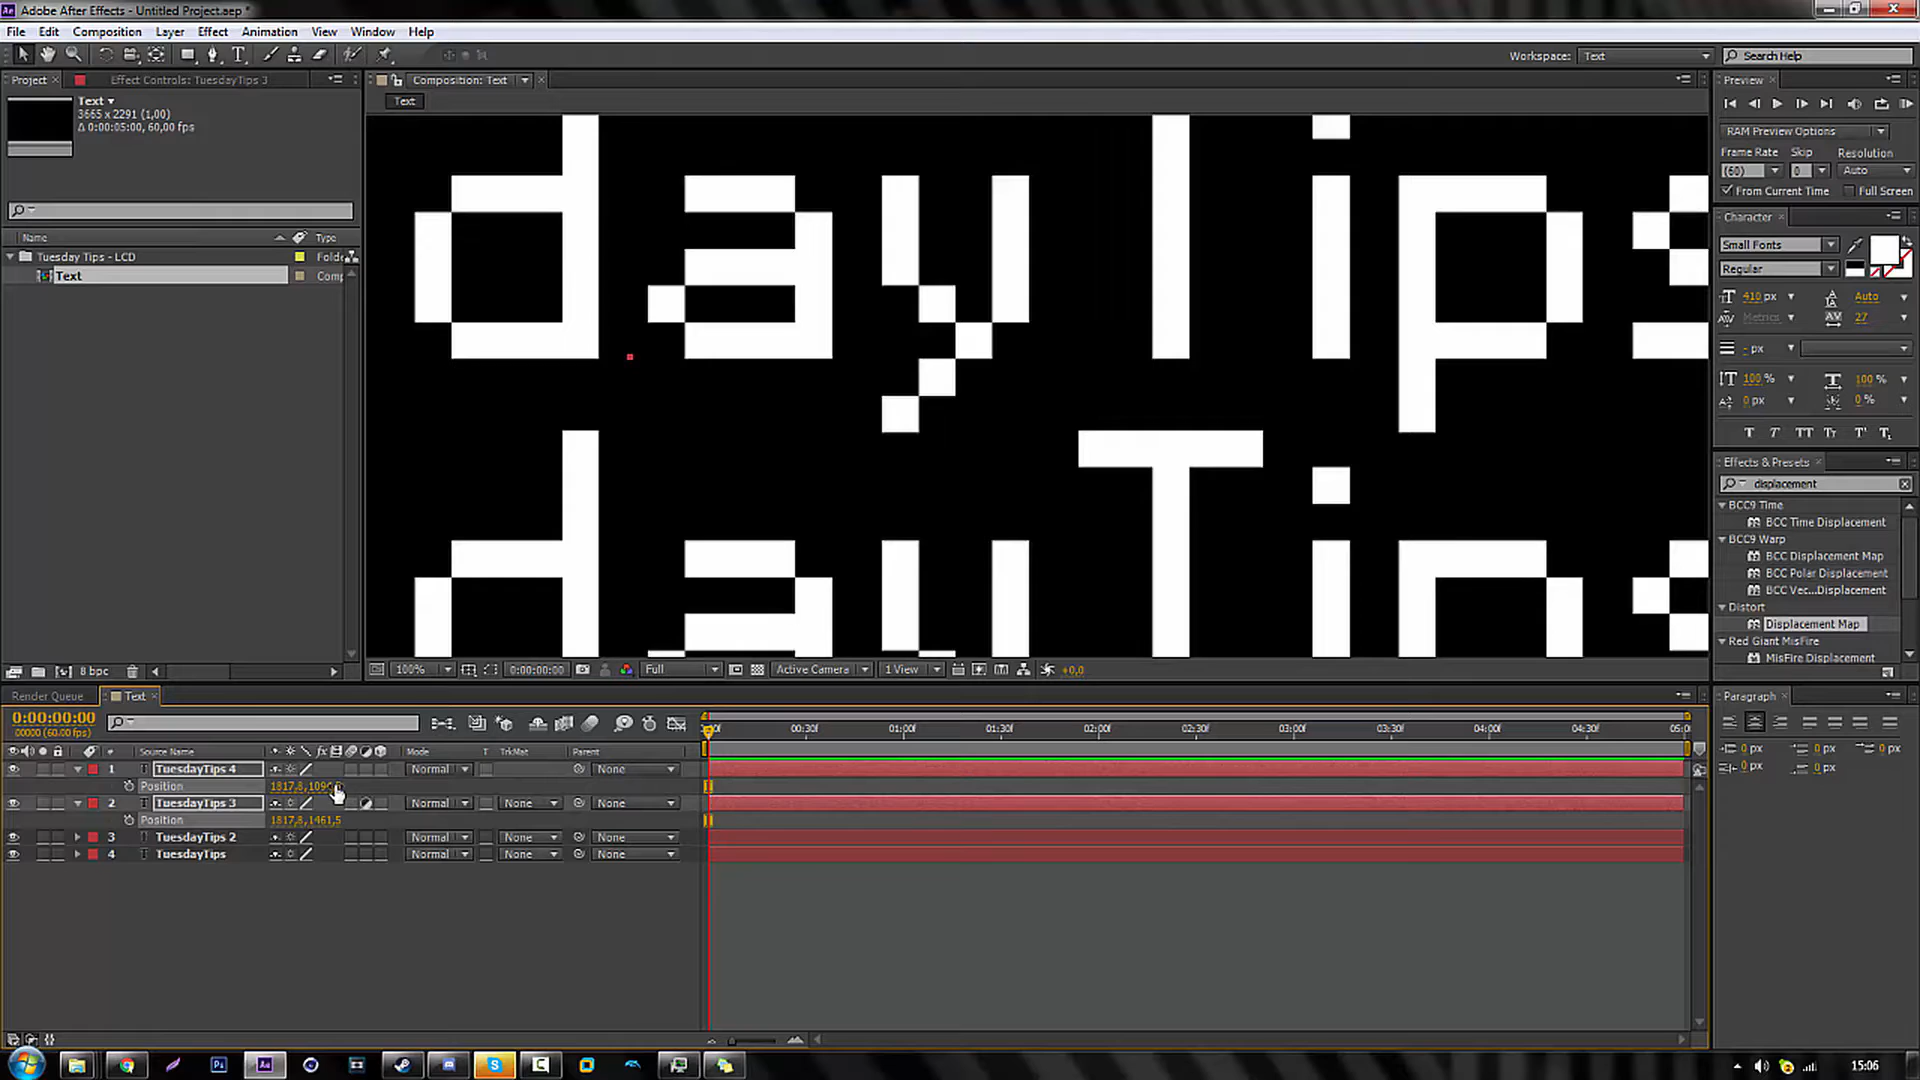 Adobe After Effects - Untitled Project.aep *
File Edit Composition Layer Effect Animation View Window Help
Workspace: Text
Search Help
Project
Effect Controls: TuesdayTips 3
Composition: Text
Text
Text
3665 x 2291 (1,00)
Δ 0:00:05:00, 60,00 fps
Name Type
Tuesday Tips - LCD
Text
8 bpc
day Tips
day Tips
100% 0:00:00:00 Full Active Camera 1 View +0,0
Preview
RAM Preview Options
Frame Rate Skip Resolution
(60) 0 Auto
From Current Time Full Screen
Character
Small Fonts
Regular
410 px Auto
Metrics 27
- px
100 % 100 %
0 px 0 %
Effects & Presets
displacement
BCC9 Time
BCC Time Displacement
BCC9 Warp
BCC Displacement Map
BCC Polar Displacement
BCC Vec...Displacement
Distort
Displacement Map
Red Giant MisFire
MisFire Displacement
Paragraph
0 px 0 px 0 px
0 px 0 px
Render Queue Text
0:00:00:00
00000 (60.00 fps)
00:30f 01:00f 01:30f 02:00f 02:30f 03:00f 03:30f 04:00f 04:30f
# Source Name Mode T TrkMat Parent
1 TuesdayTips 4 Normal None
Position
2 TuesdayTips 3 Normal None None
Position 1817,8,1461,5
3 TuesdayTips 2 Normal None None
4 TuesdayTips Normal None None
15:06